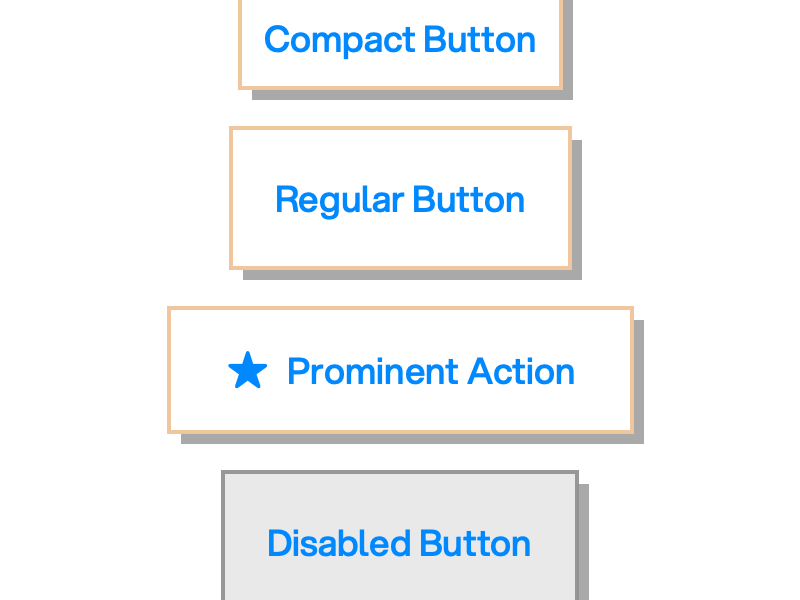 Compact Button
Regular Button
Prominent Action
Disabled Button